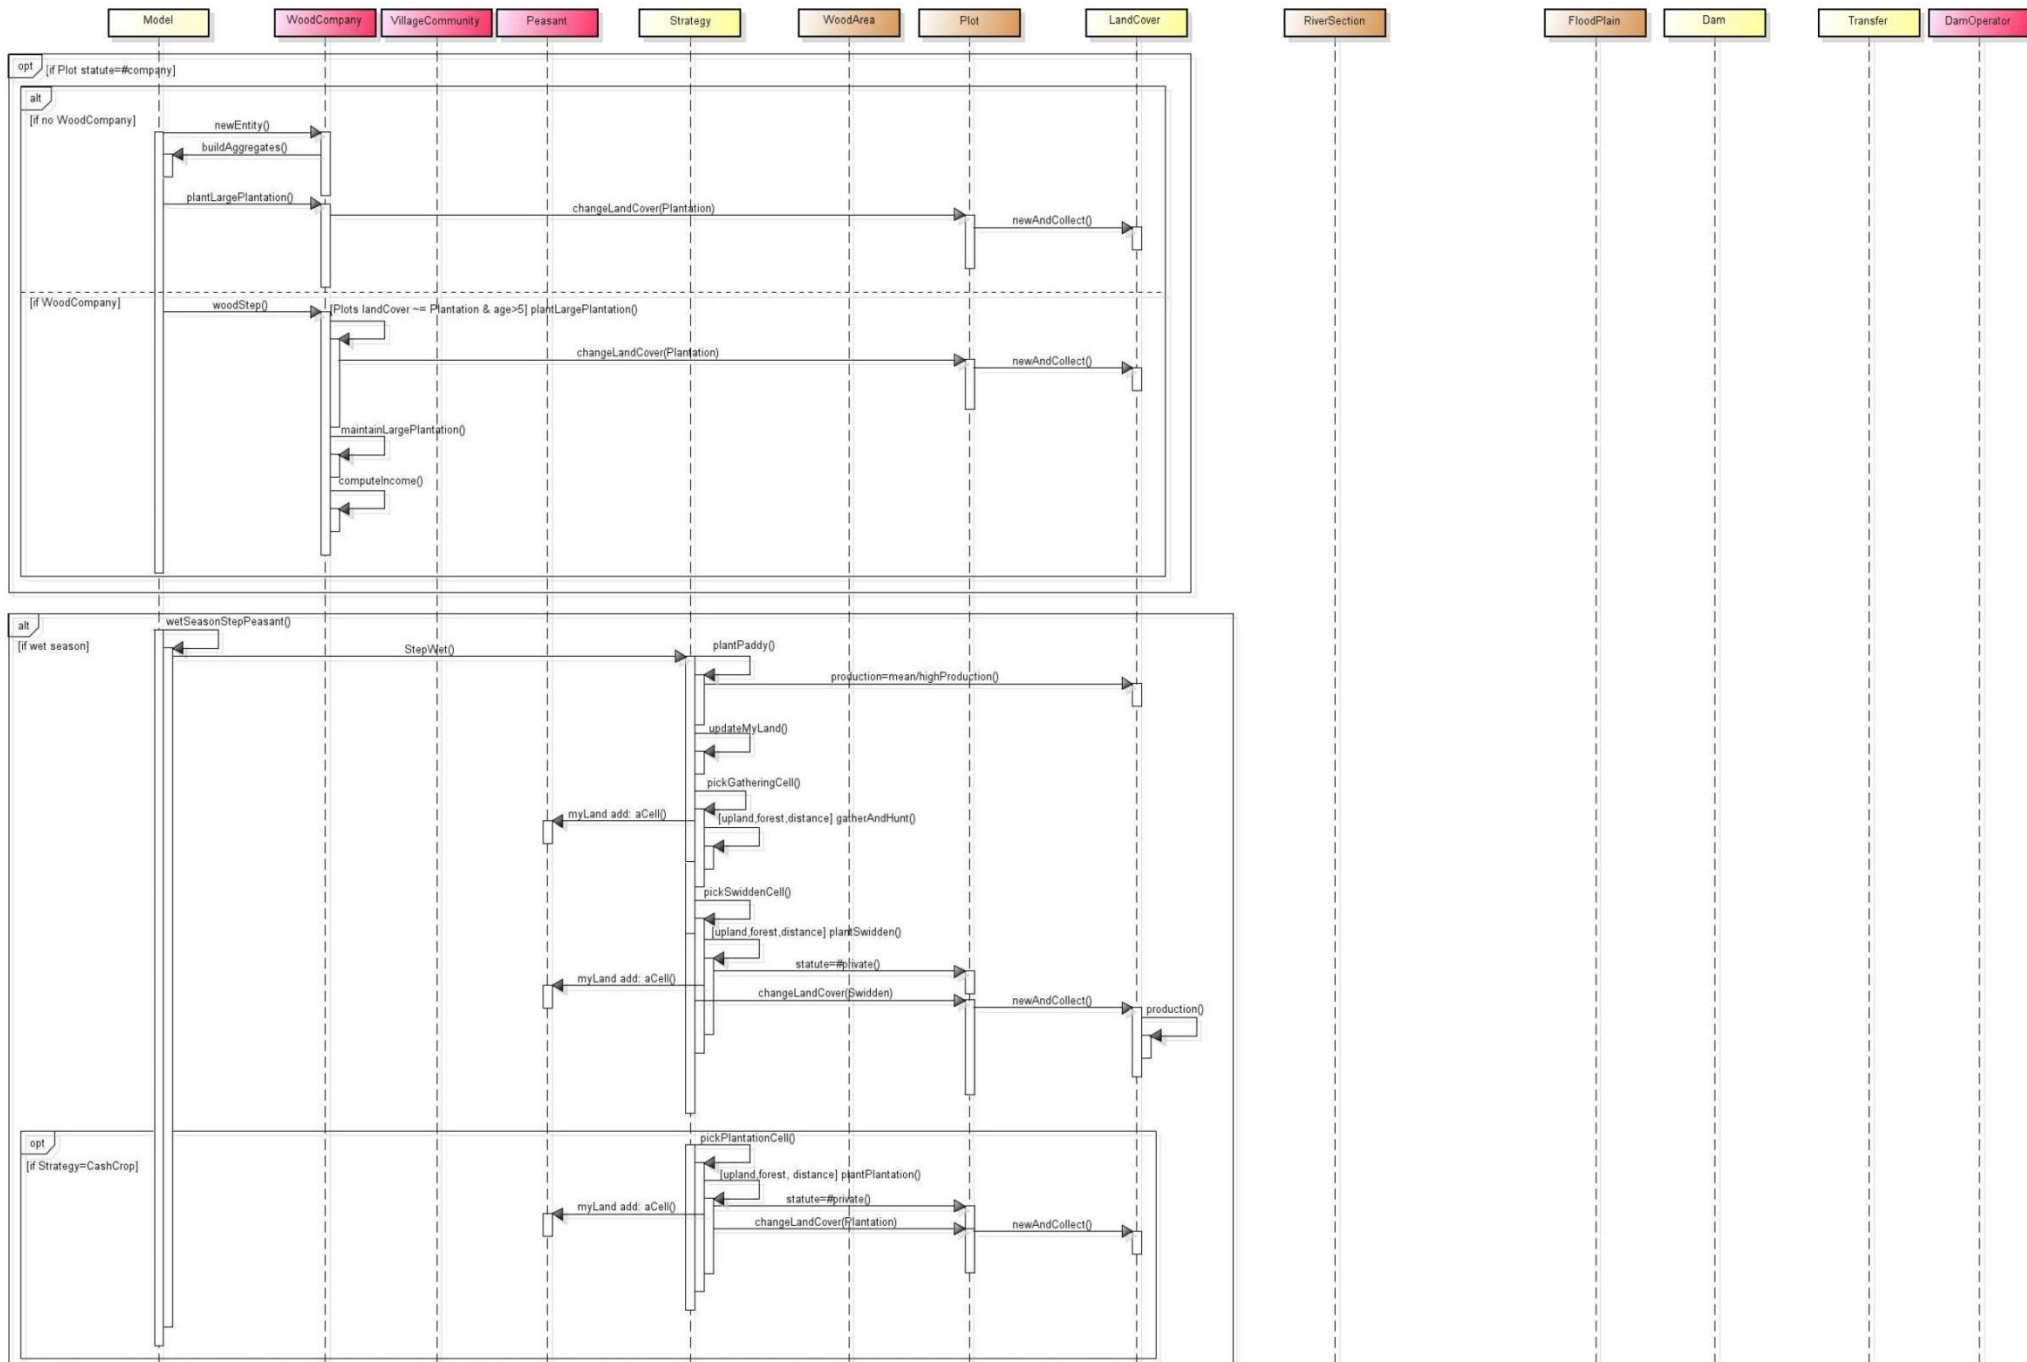 Model WoodCompany VillageCommunity Peasant Strategy WoodArea Plot LandCover RiverSection FloodPlain Dam Transfer DamOperator
opt [if Plot statute=#company]
alt
[if no WoodCompany]
newEntity()
buildAggregates()
plantLargePlantation()
changeLandCover(Plantation)
newAndCollect()
[if WoodCompany]
woodStep()
[Plots landCover ~= Plantation & age>5] plantLargePlantation()
changeLandCover(Plantation)
newAndCollect()
maintainLargePlantation()
computeIncome()
alt
wetSeasonStepPeasant()
[if wet season]
StepWet()
plantPaddy()
production=mean/highProduction()
updateMyLand()
pickGatheringCell()
myLand add: aCell()
[upland,forest,distance] gatherAndHunt()
pickSwiddenCell()
[upland,forest,distance] plantSwidden()
statute=#private()
myLand add: aCell()
changeLandCover(Swidden)
newAndCollect()
production()
opt
pickPlantationCell()
[if Strategy=CashCrop]
[upland,forest, distance] plantPlantation()
statute=#private()
myLand add: aCell()
changeLandCover(Plantation)
newAndCollect()